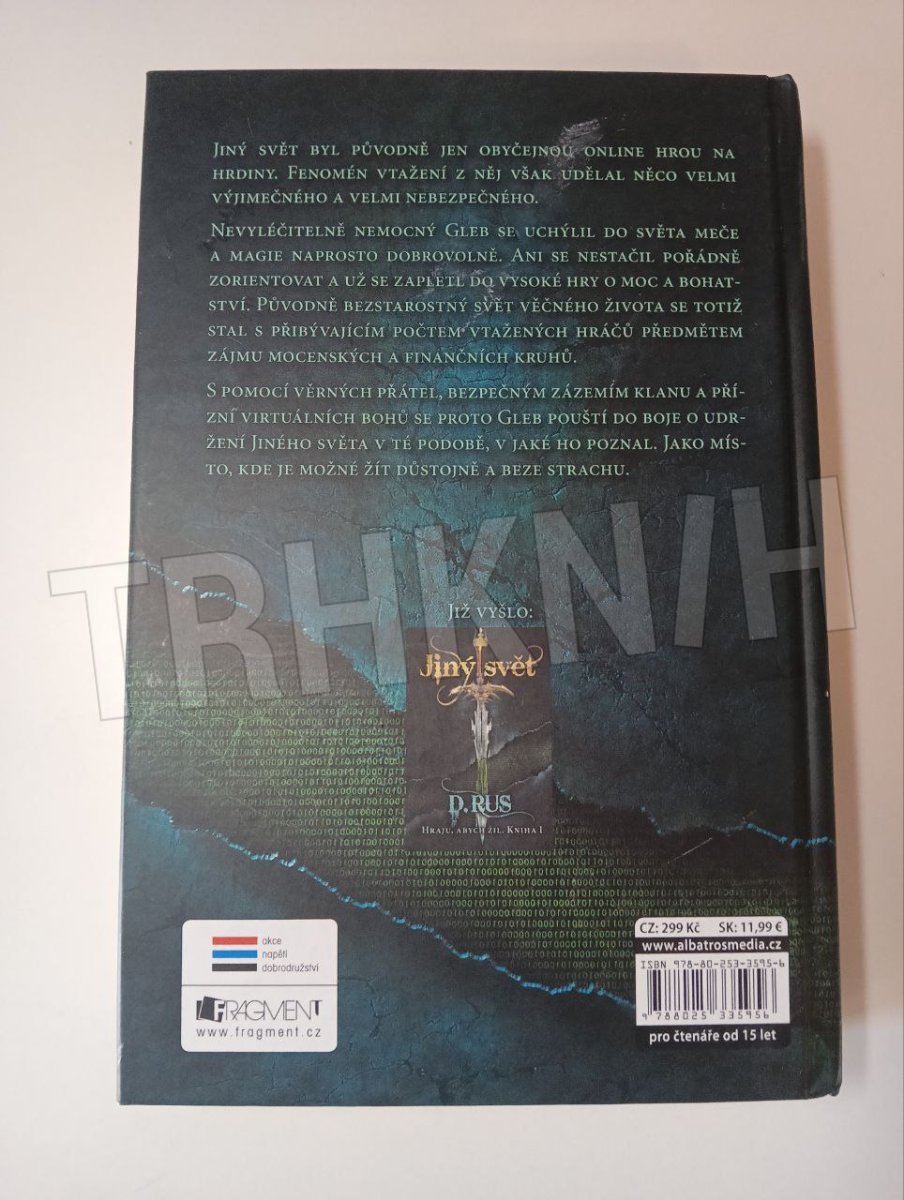 Jiný svět byl původně jen obyčejnou online hrou na
hrdiny. Fenomén vtažení z něj však udělal něco velmi
výjimečného a velmi nebezpečného.
Nevyléčitelně nemocný Gleb se uchýlil do světa meče
a magie naprosto dobrovolně. Ani se nestačil pořádně
zorientovat a už se zapletl do vysoké hry o moc a bohat-
ství. Původně bezstarostný svět věčného života se totiž
stal s přibývajícím počtem vtažených hráčů předmětem
zájmu mocenských a finančních kruhů.
S pomocí věrných přátel, bezpečným zázemím klanu a pří-
zní virtuálních bohů se proto Gleb pouští do boje o udr-
žení Jiného světa v té podobě, v jaké ho poznal. Jako mís-
to, kde je možné žít důstojně a beze strachu.
TRHKNIH
Již vyšlo:
Jiný svět
D. RUS
Hraju, abych žil. Kniha I
akce
napětí
dobrodružství
FRAGMENT
www.fragment.cz
CZ: 299 Kč SK: 11,99 €
www.albatrosmedia.cz
ISBN 978-80-253-3595-6
9 788025 335956
pro čtenáře od 15 let